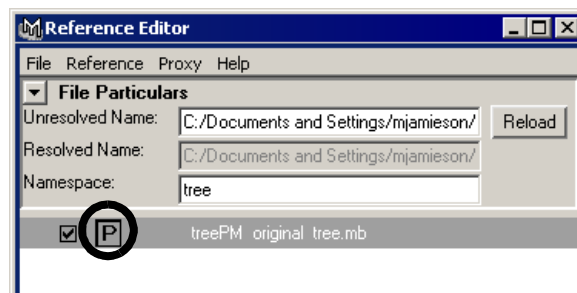 Reference Editor
File Reference Proxy Help
File Particulars
Unresolved Name: C:/Documents and Settings/mjamieson/ Reload
Resolved Name: C:/Documents and Settings/mjamieson/
Namespace: tree
P treePM original tree.mb